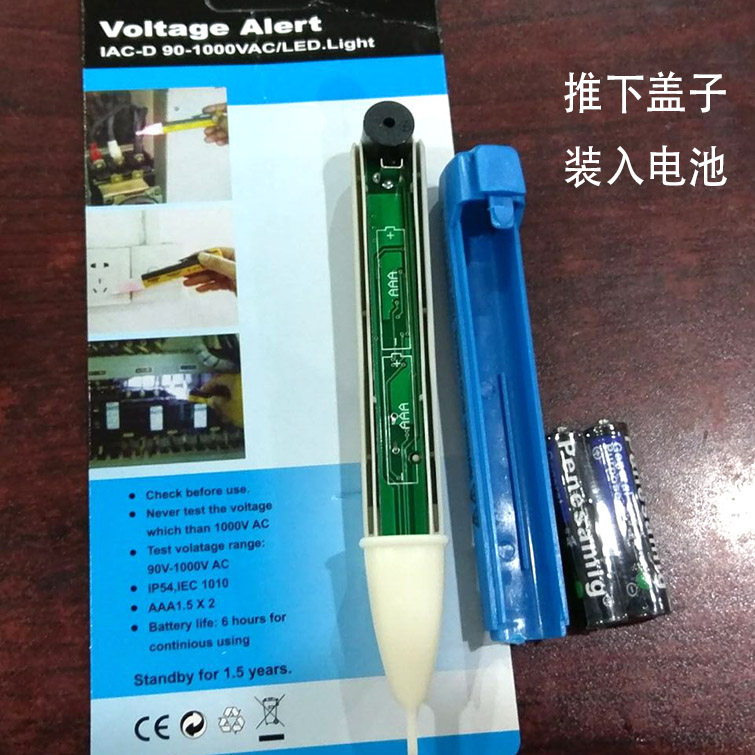 Voltage Alert
IAC-D 90-1000VAC/LED.Light
推下盖子
装入电池
+
AAA
-
+
AAA
-
• Check before use.
• Never test the voltage
which than 1000V AC
• Test volatage range:
90V-1000V AC
• IP54,IEC 1010
• AAA1.5 X 2
• Battery life: 6 hours for
continious using
Standby for 1.5 years.
CE
Penesamrig